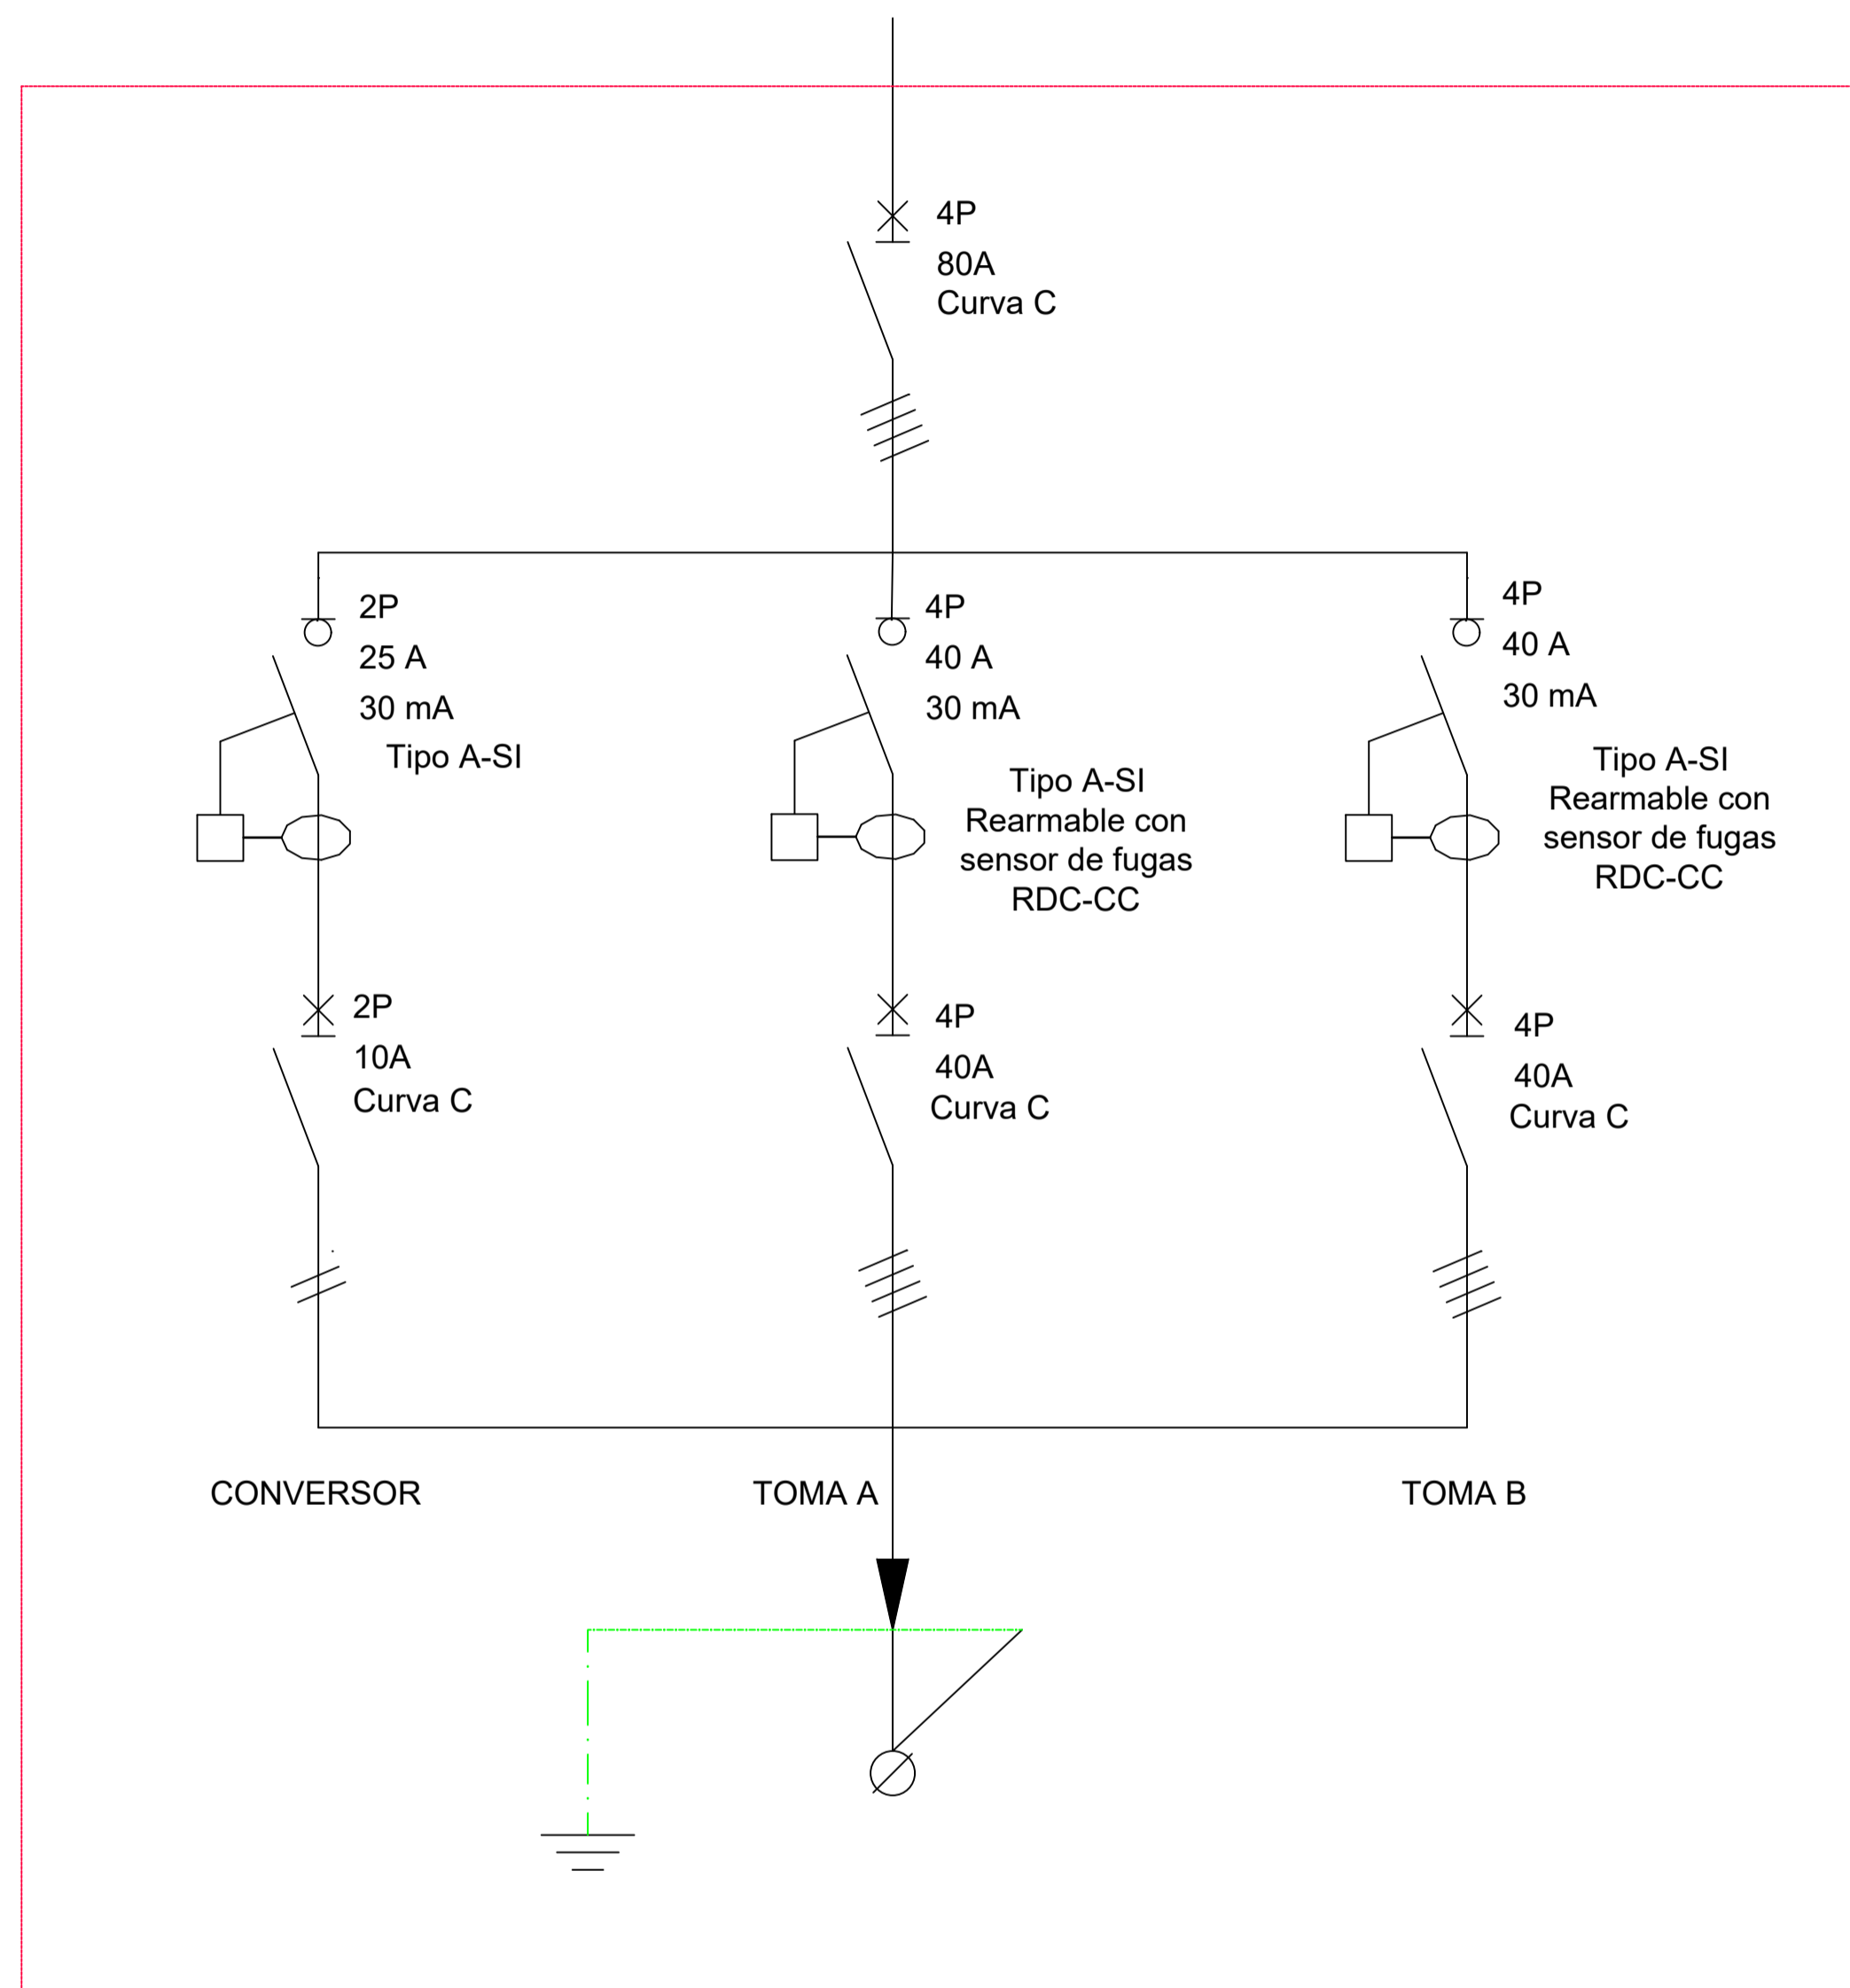 4P
80A
Curva C
2P
25 A
30 mA
Tipo A-SI
4P
40 A
30 mA
Tipo A-SI
Rearmable con
sensor de fugas
RDC-CC
4P
40 A
30 mA
Tipo A-SI
Rearmable con
sensor de fugas
RDC-CC
2P
10A
Curva C
4P
40A
Curva C
4P
40A
Curva C
CONVERSOR
TOMA A
TOMA B